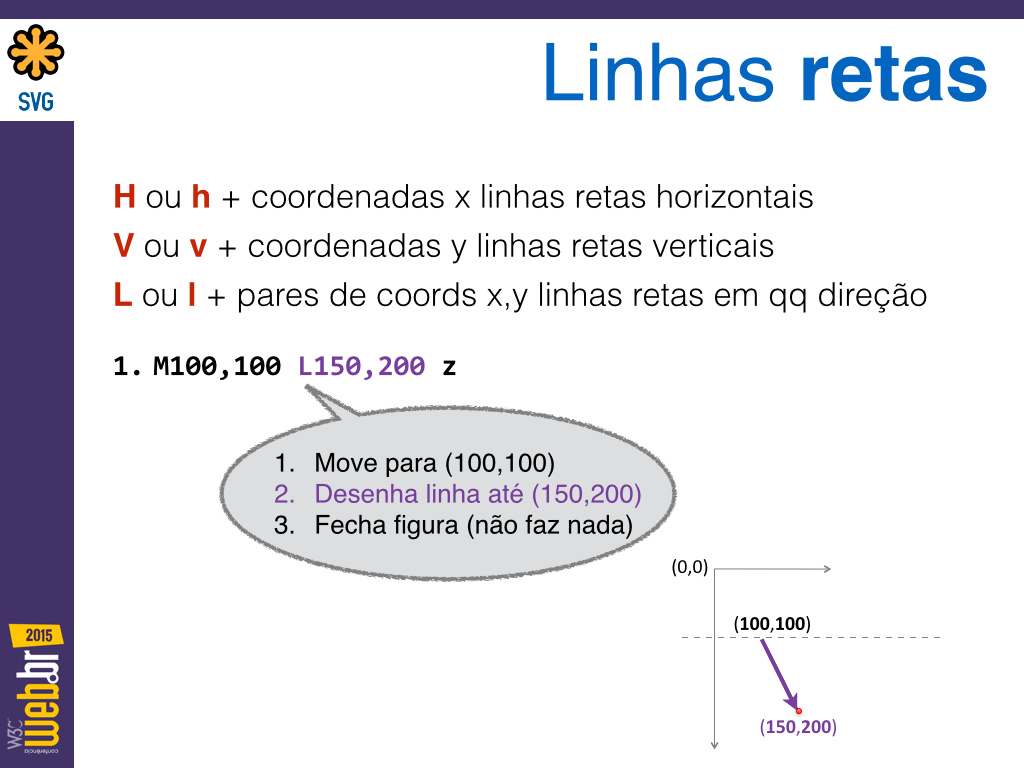 SVG
Linhas retas
H ou h + coordenadas x linhas retas horizontais
V ou v + coordenadas y linhas retas verticais
L ou l + pares de coords x,y linhas retas em qq direção
1. M100,100 L150,200 z
1. Move para (100,100)
2. Desenha linha até (150,200)
3. Fecha figura (não faz nada)
(0,0)
(100,100)
(150,200)
2015
W3C
web.br
conferência